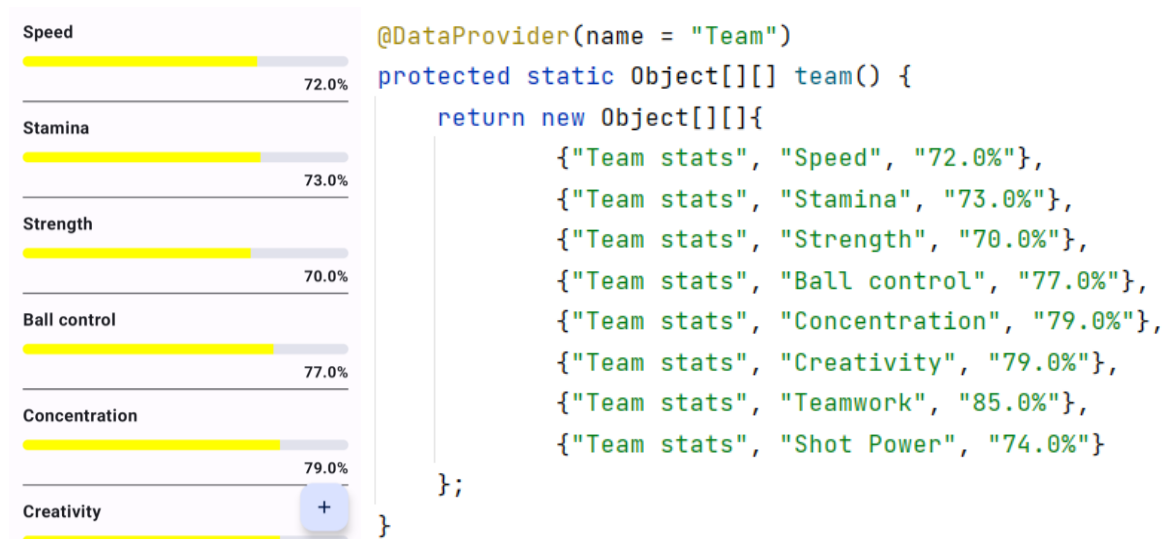 Speed
72.0%
Stamina
73.0%
Strength
70.0%
Ball control
77.0%
Concentration
79.0%
Creativity
+
@DataProvider(name = "Team")
protected static Object[][] team() {
return new Object[][]{
{"Team stats", "Speed", "72.0%"},
{"Team stats", "Stamina", "73.0%"},
{"Team stats", "Strength", "70.0%"},
{"Team stats", "Ball control", "77.0%"},
{"Team stats", "Concentration", "79.0%"},
{"Team stats", "Creativity", "79.0%"},
{"Team stats", "Teamwork", "85.0%"},
{"Team stats", "Shot Power", "74.0%"}
};
}